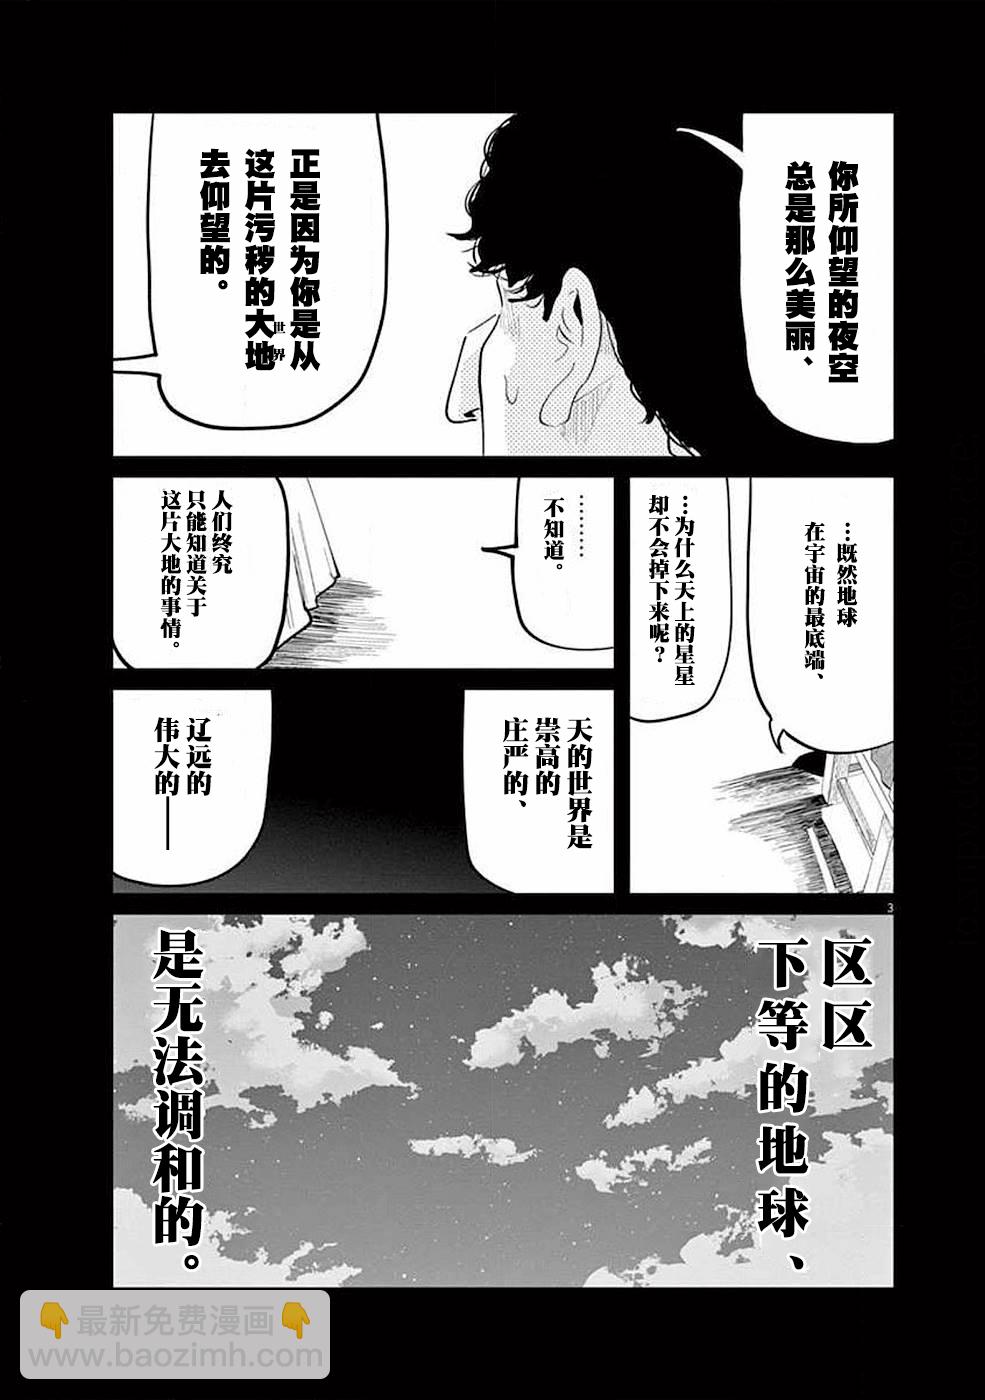 你所仰望的夜空
总是那么美丽、
正是因为你是从
这片污秽的大地
世界
去仰望的。
…既然地球
在宇宙的最底端、
…为什么天上的星星
却不会掉下来呢？
………
不知道。
人们终究
只能知道关于
这片大地的事情。
天的世界是
崇高的
庄严的、
辽远的
伟大的——
3
区区
下等的地球、
是无法调和的。
👇最新免费漫画👇
www.baozimh.com